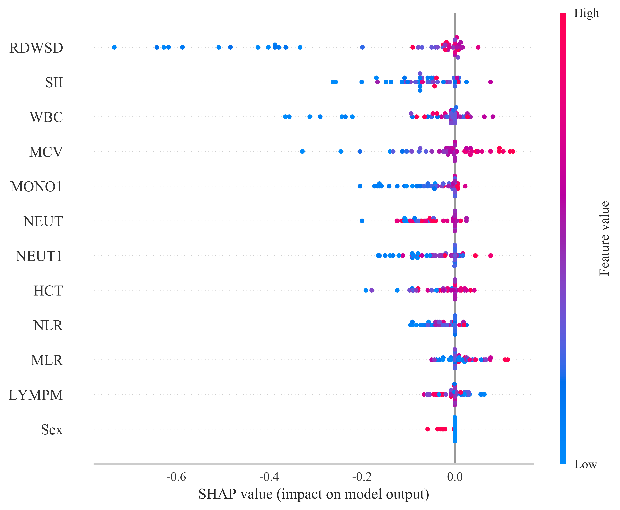 High
RDWSD
SII
WBC
MCV
MONO1
NEUT
NEUT1
HCT
NLR
MLR
LYMPM
Sex
Feature value
Low
-0.6
-0.4
-0.2
0.0
SHAP value (impact on model output)